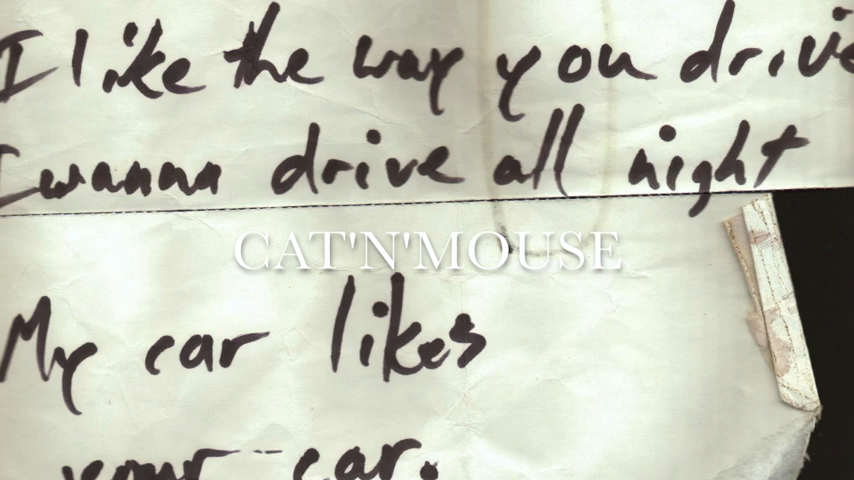 I like the way you drive
I wanna drive all night
CAT'N'MOUSE
My car likes
your car.